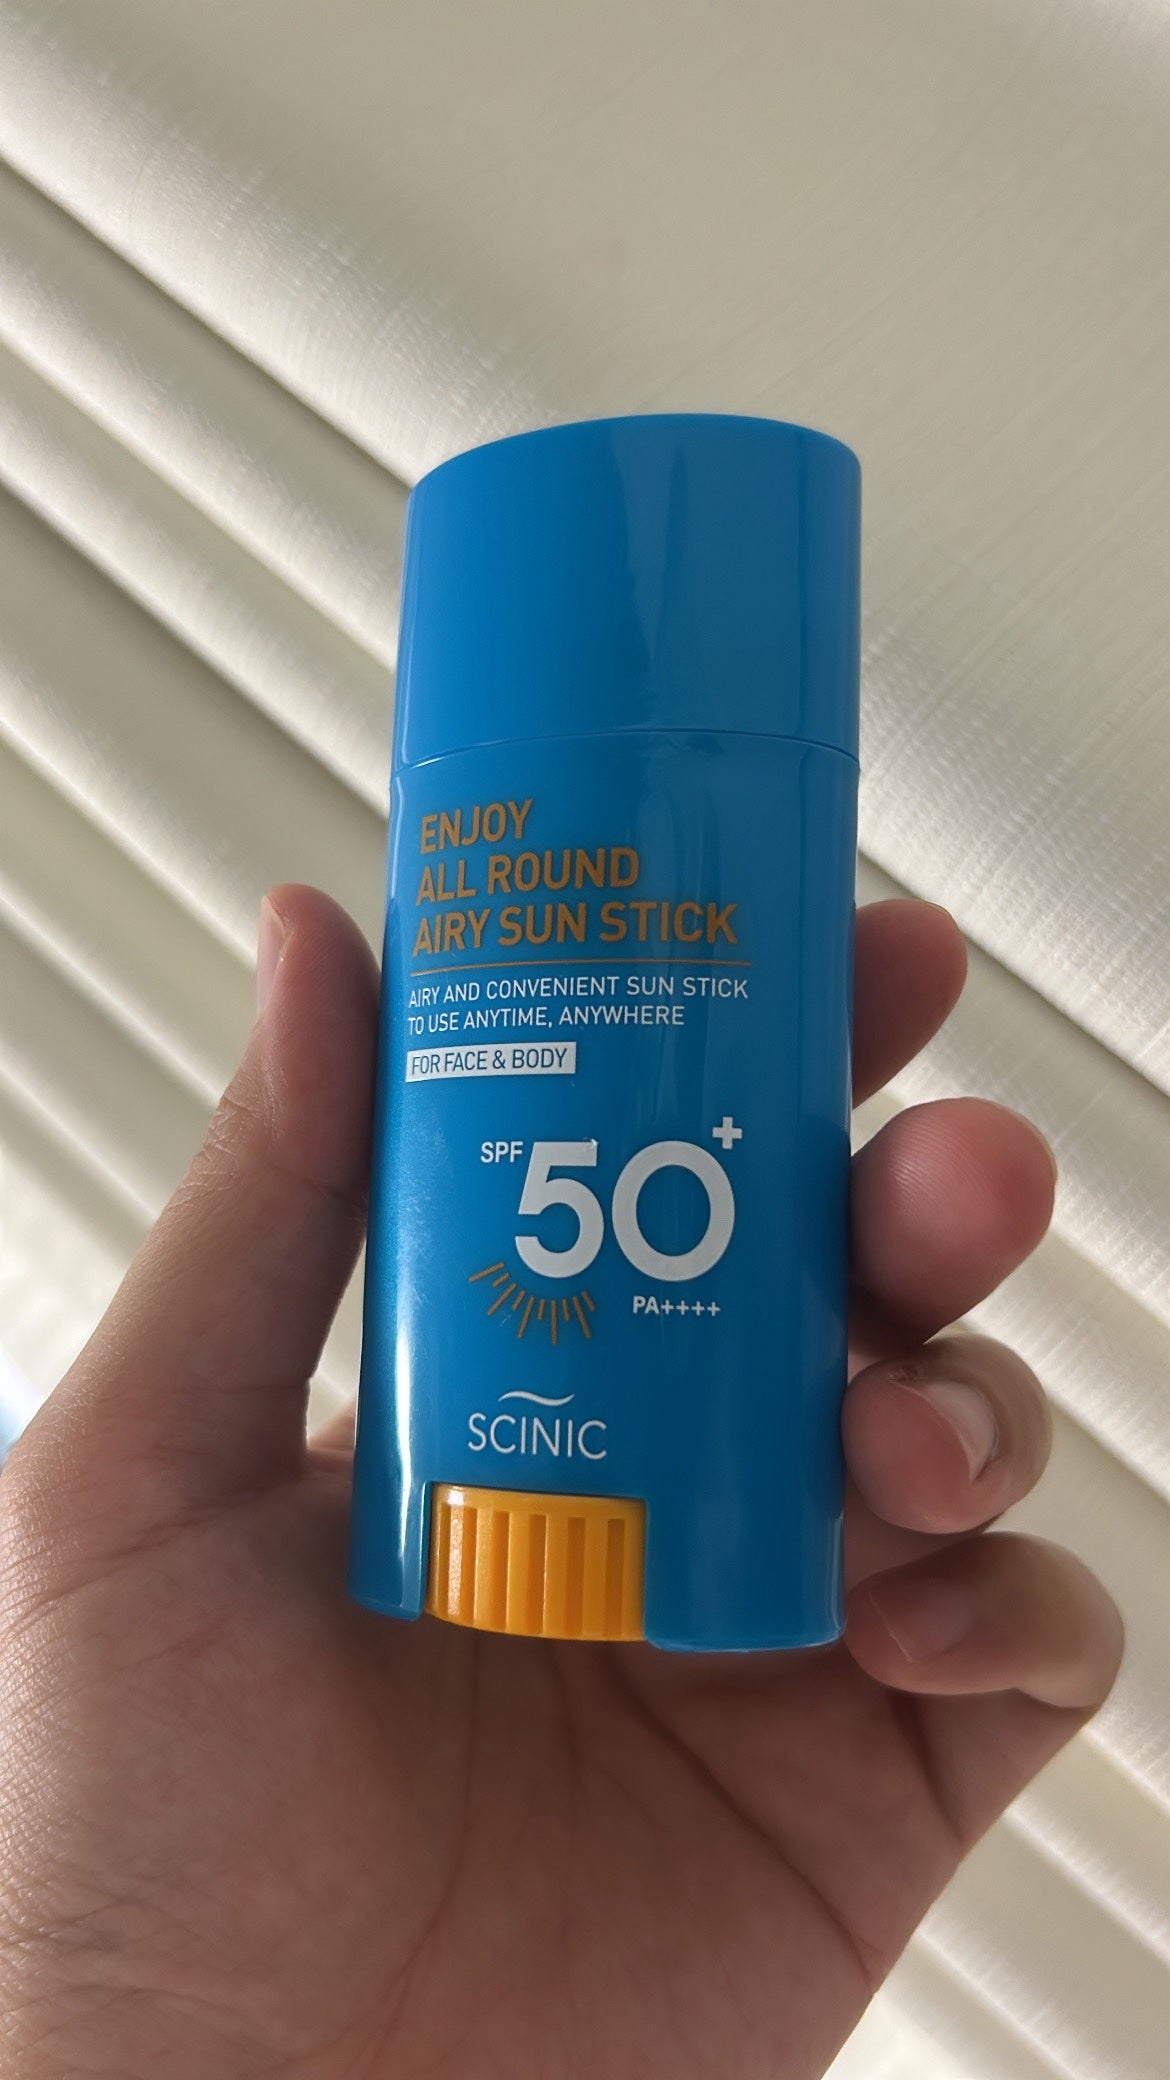 ENJOY
ALL ROUND
AIRY SUN STICK
AIRY AND CONVENIENT SUN STICK
TO USE ANYTIME, ANYWHERE
FOR FACE & BODY
SPF 50+
PA++++
SCINIC